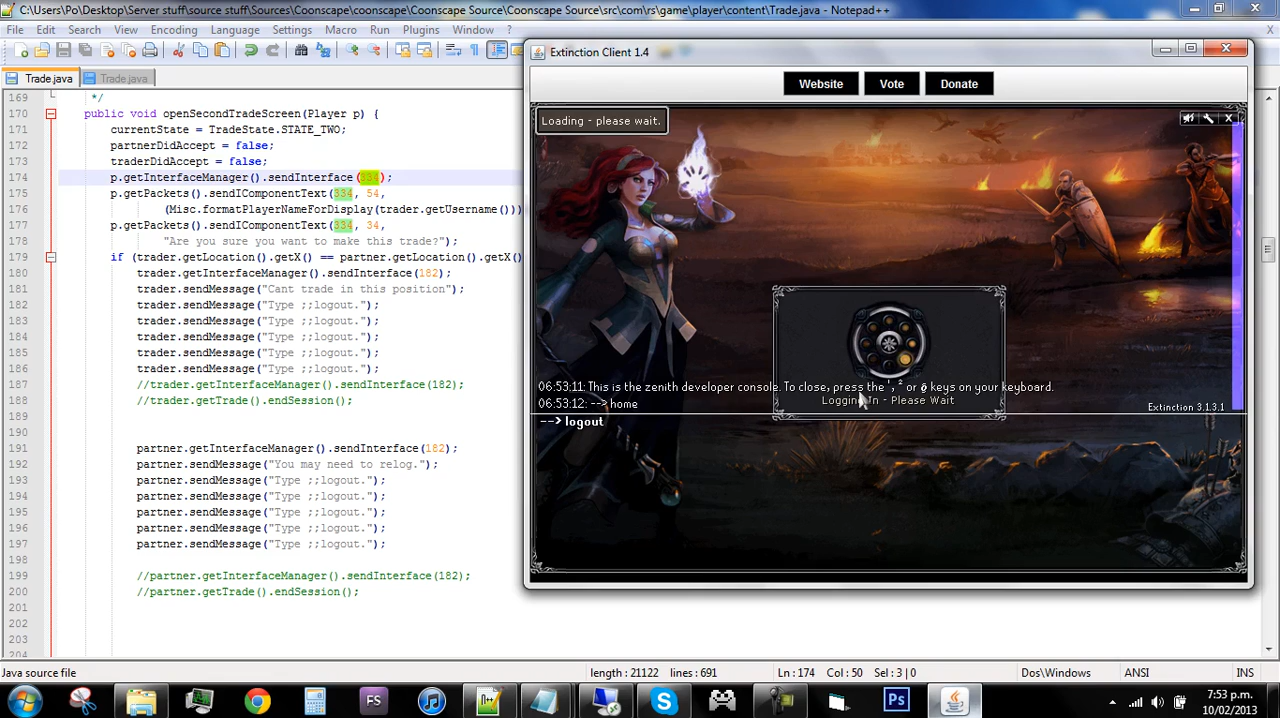 C:\Users\Po\Desktop\Server stuff\source stuff\Sources\Coonscape\coonscape\Coonscape Source\Coonscape Source\src\com\rs\game\player\content\Trade.java - Notepad++
File Edit Search View Encoding Language Settings Macro Run Plugins Window ? X
Trade.java Trade.java
169 */
170 public void openSecondTradeScreen(Player p) {
171 currentState = TradeState.STATE_TWO;
172 partnerDidAccept = false;
173 traderDidAccept = false;
174 p.getInterfaceManager().sendInterface(334);
175 p.getPackets().sendIComponentText(334, 54,
176 (Misc.formatPlayerNameForDisplay(trader.getUsername()))
177 p.getPackets().sendIComponentText(334, 34,
178 "Are you sure you want to make this trade?");
179 if (trader.getLocation().getX() == partner.getLocation().getX()
180 trader.getInterfaceManager().sendInterface(182);
181 trader.sendMessage("Cant trade in this position");
182 trader.sendMessage("Type ;;logout.");
183 trader.sendMessage("Type ;;logout.");
184 trader.sendMessage("Type ;;logout.");
185 trader.sendMessage("Type ;;logout.");
186 trader.sendMessage("Type ;;logout.");
187 //trader.getInterfaceManager().sendInterface(182);
188 //trader.getTrade().endSession();
189
190
191 partner.getInterfaceManager().sendInterface(182);
192 partner.sendMessage("You may need to relog.");
193 partner.sendMessage("Type ;;logout.");
194 partner.sendMessage("Type ;;logout.");
195 partner.sendMessage("Type ;;logout.");
196 partner.sendMessage("Type ;;logout.");
197 partner.sendMessage("Type ;;logout.");
198
199 //partner.getInterfaceManager().sendInterface(182);
200 //partner.getTrade().endSession();
201
202
203
204
Extinction Client 1.4
Website Vote Donate
Loading - please wait.
06:53:11: This is the zenith developer console. To close, press the `, ² or @ keys on your keyboard.
Logging In - Please Wait
06:53:12: --> home
Extinction 3.1.3.1
--> logout
Java source file length : 21122 lines : 691 Ln : 174 Col : 50 Sel : 3 | 0 Dos\Windows ANSI INS
FS Ps
7:53 p.m.
10/02/2013